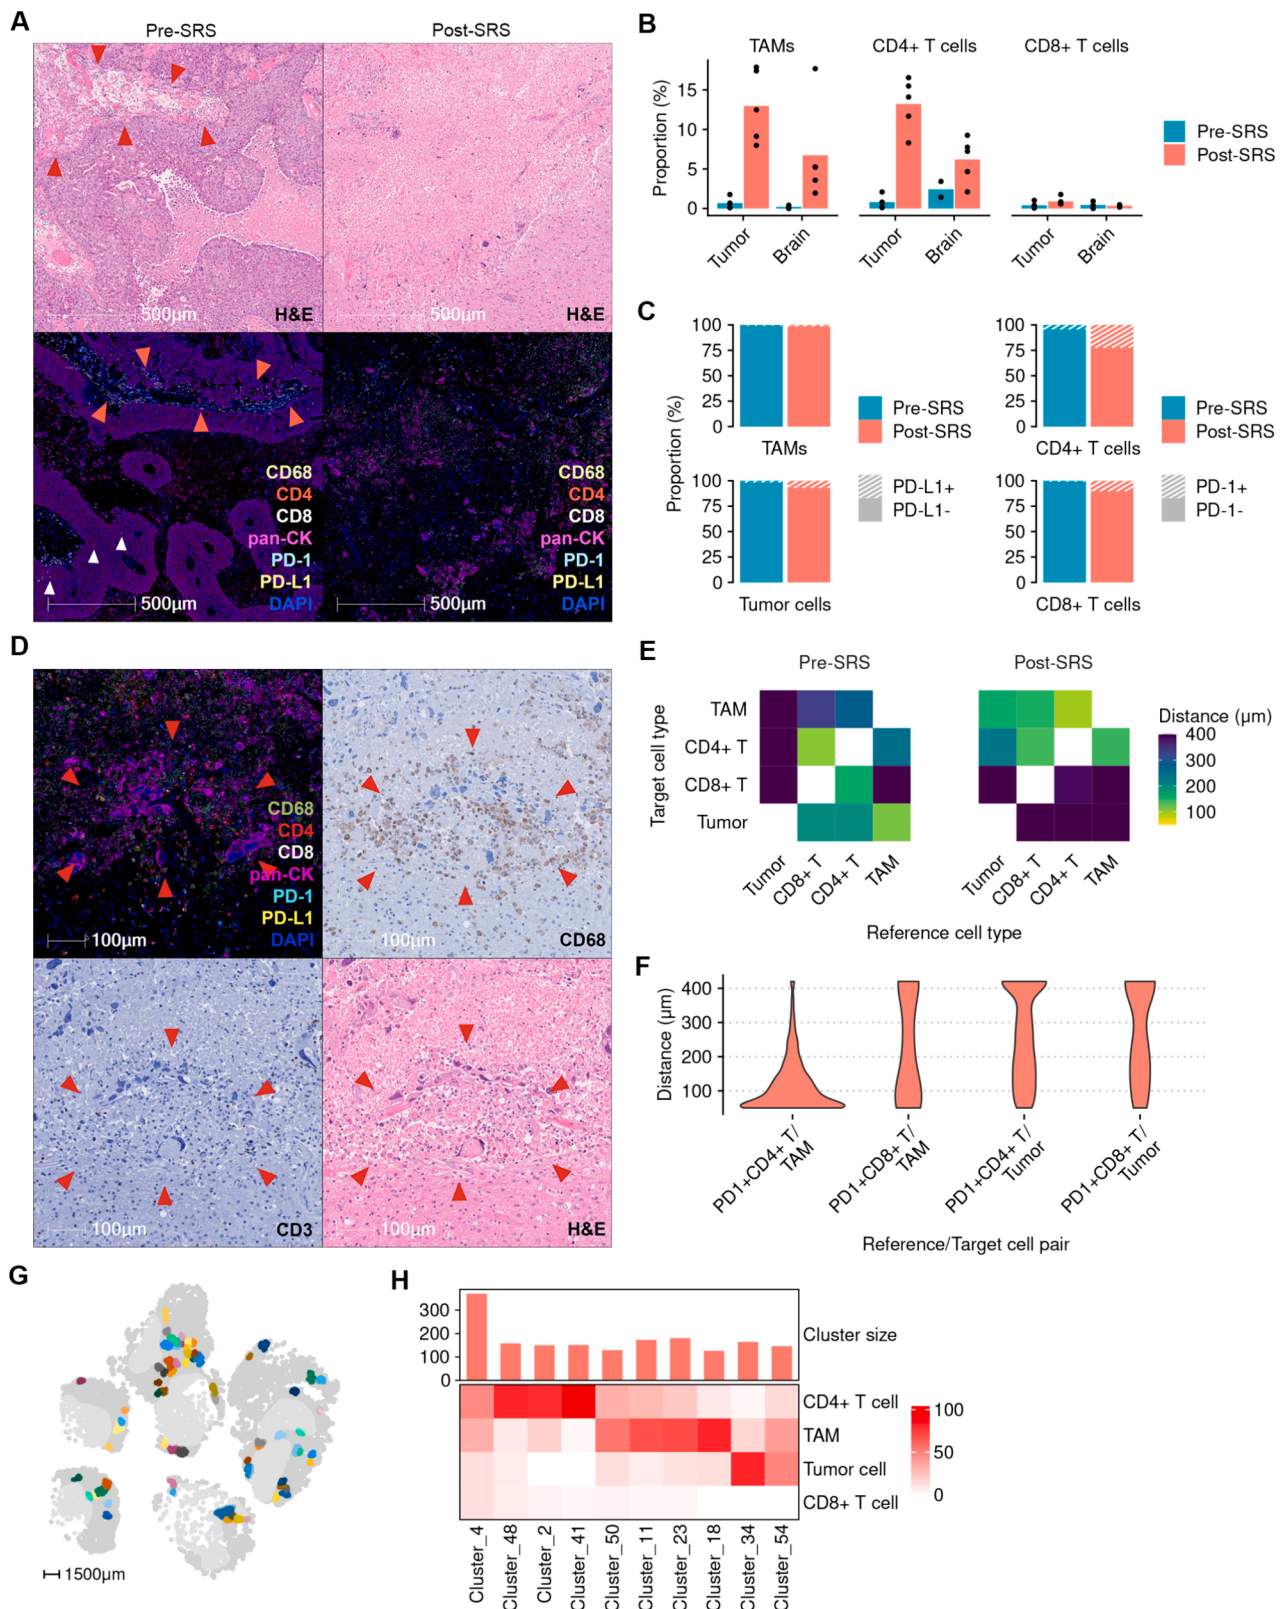 A
Pre-SRS
Post-SRS
500μm
H&E
500μm
H&E
CD68
CD4
CD8
pan-CK
PD-1
PD-L1
DAPI
500μm
CD68
CD4
CD8
pan-CK
PD-1
PD-L1
DAPI
500μm
B
TAMs
CD4+ T cells
CD8+ T cells
Proportion (%)
15
10
5
0
Tumor
Brain
Tumor
Brain
Tumor
Brain
Pre-SRS
Post-SRS
C
Proportion (%)
100
75
50
25
0
TAMs
100
75
50
25
0
Tumor cells
Pre-SRS
Post-SRS
PD-L1+
PD-L1-
100
75
50
25
0
CD4+ T cells
100
75
50
25
0
CD8+ T cells
Pre-SRS
Post-SRS
PD-1+
PD-1-
D
CD68
CD4
CD8
pan-CK
PD-1
PD-L1
DAPI
100μm
100μm
CD68
100μm
CD3
100μm
H&E
E
Pre-SRS
Post-SRS
Target cell type
TAM
CD4+ T
CD8+ T
Tumor
Tumor
CD8+ T
CD4+ T
TAM
Tumor
CD8+ T
CD4+ T
TAM
Reference cell type
Distance (μm)
400
300
200
100
F
Distance (μm)
400
300
200
100
PD1+CD4+ T/
TAM
PD1+CD8+ T/
TAM
PD1+CD4+ T/
Tumor
PD1+CD8+ T/
Tumor
Reference/Target cell pair
G
1500μm
H
300
200
100
0
Cluster size
CD4+ T cell
TAM
Tumor cell
CD8+ T cell
100
50
0
Cluster_4
Cluster_48
Cluster_2
Cluster_41
Cluster_50
Cluster_11
Cluster_23
Cluster_18
Cluster_34
Cluster_54